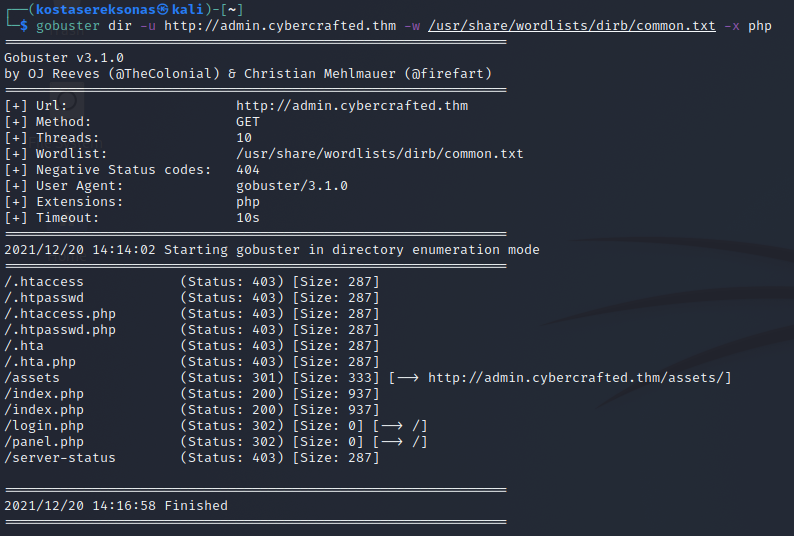 ┌──(kostasereksonas㉿kali)-[~]
└─$ gobuster dir -u http://admin.cybercrafted.thm -w /usr/share/wordlists/dirb/common.txt -x php
===============================================================
Gobuster v3.1.0
by OJ Reeves (@TheColonial) & Christian Mehlmauer (@firefart)
===============================================================
[+] Url:                     http://admin.cybercrafted.thm
[+] Method:                  GET
[+] Threads:                 10
[+] Wordlist:                /usr/share/wordlists/dirb/common.txt
[+] Negative Status codes:   404
[+] User Agent:              gobuster/3.1.0
[+] Extensions:              php
[+] Timeout:                 10s
===============================================================
2021/12/20 14:14:02 Starting gobuster in directory enumeration mode
===============================================================
/.htaccess            (Status: 403) [Size: 287]
/.htpasswd            (Status: 403) [Size: 287]
/.htaccess.php        (Status: 403) [Size: 287]
/.htpasswd.php        (Status: 403) [Size: 287]
/.hta                 (Status: 403) [Size: 287]
/.hta.php             (Status: 403) [Size: 287]
/assets               (Status: 301) [Size: 333] [--> http://admin.cybercrafted.thm/assets/]
/index.php            (Status: 200) [Size: 937]
/index.php            (Status: 200) [Size: 937]
/login.php            (Status: 302) [Size: 0] [--> /]
/panel.php            (Status: 302) [Size: 0] [--> /]
/server-status        (Status: 403) [Size: 287]
===============================================================
2021/12/20 14:16:58 Finished
===============================================================